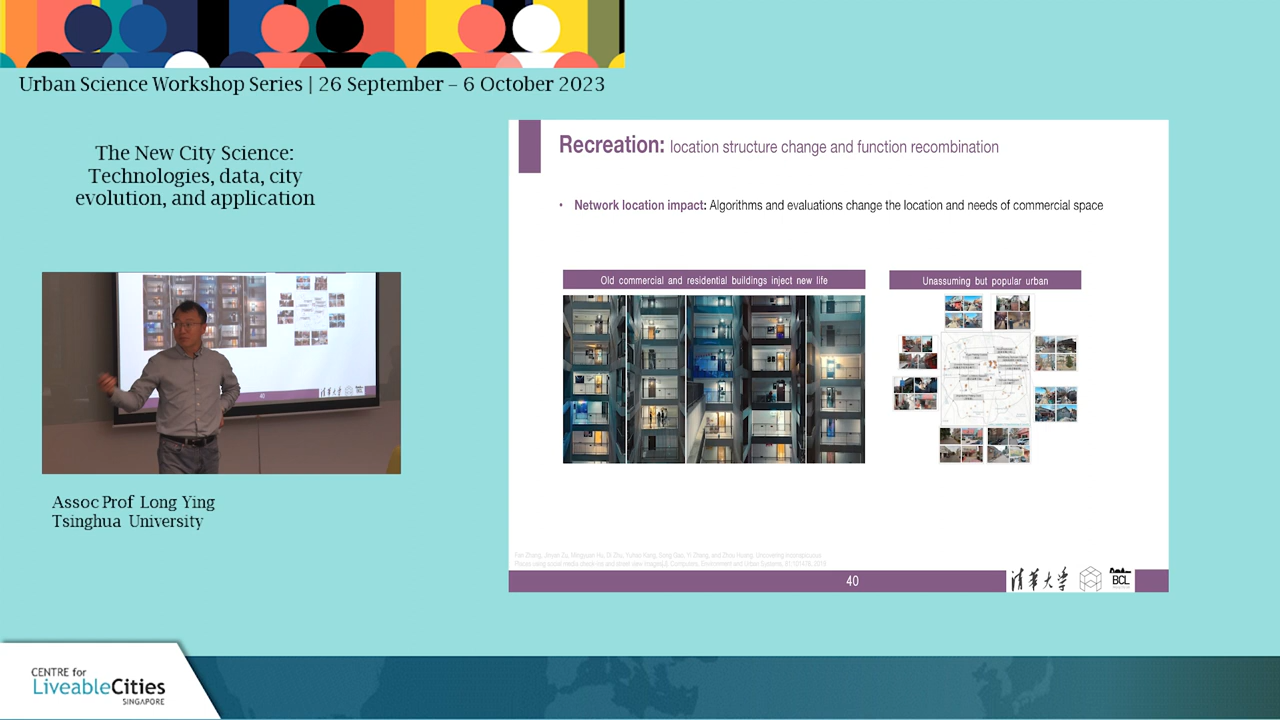 Urban Science Workshop Series | 26 September – 6 October 2023
The New City Science:
Technologies, data, city
evolution, and application
Assoc Prof Long Ying
Tsinghua University
Recreation: location structure change and function recombination
• Network location impact: Algorithms and evaluations change the location and needs of commercial space
Old commercial and residential buildings inject new life
Unassuming but popular urban
40
清华大学
BCL
CENTRE for
LiveableCities
SINGAPORE